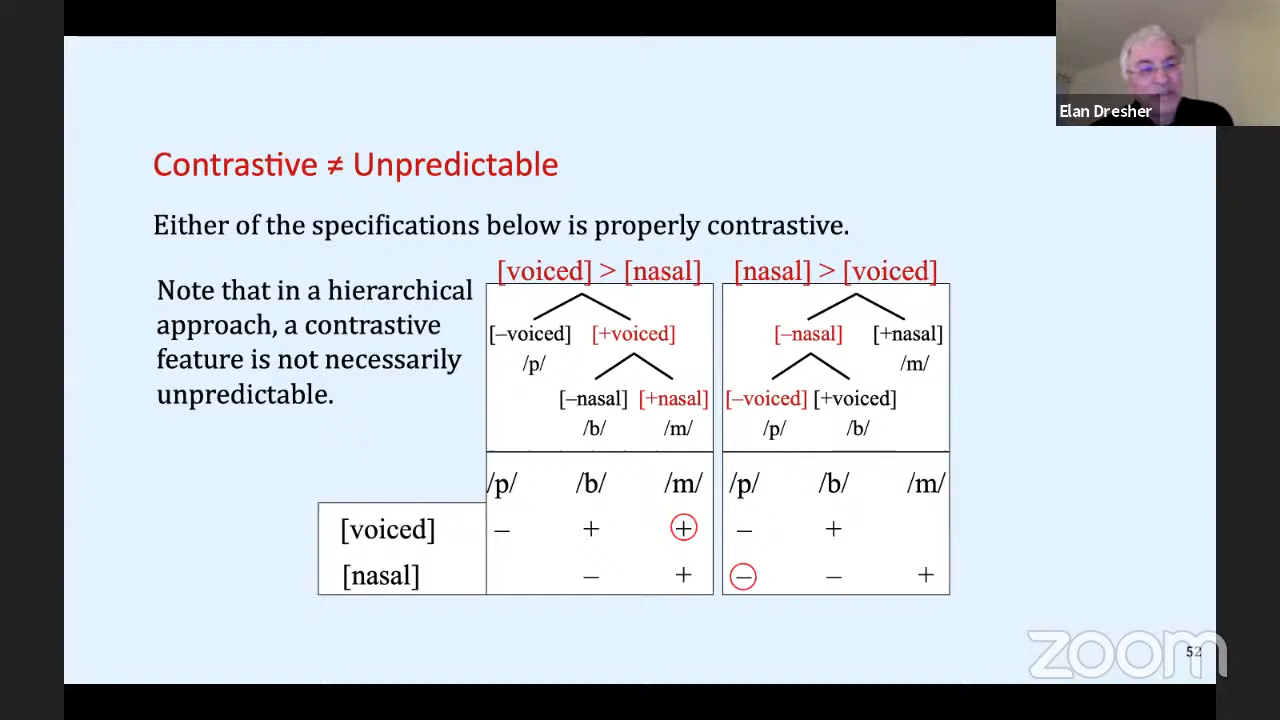 Elan Dresher
Contrastive ≠ Unpredictable
Either of the specifications below is properly contrastive.
Note that in a hierarchical
approach, a contrastive
feature is not necessarily
unpredictable.
[voiced] > [nasal]
[–voiced] [+voiced]
/p/
[–nasal] [+nasal]
/b/ /m/
[nasal] > [voiced]
[–nasal] [+nasal]
/m/
[–voiced] [+voiced]
/p/ /b/
/p/ /b/ /m/ /p/ /b/ /m/
[voiced] – + + – +
[nasal] – + – – +
zoom
52